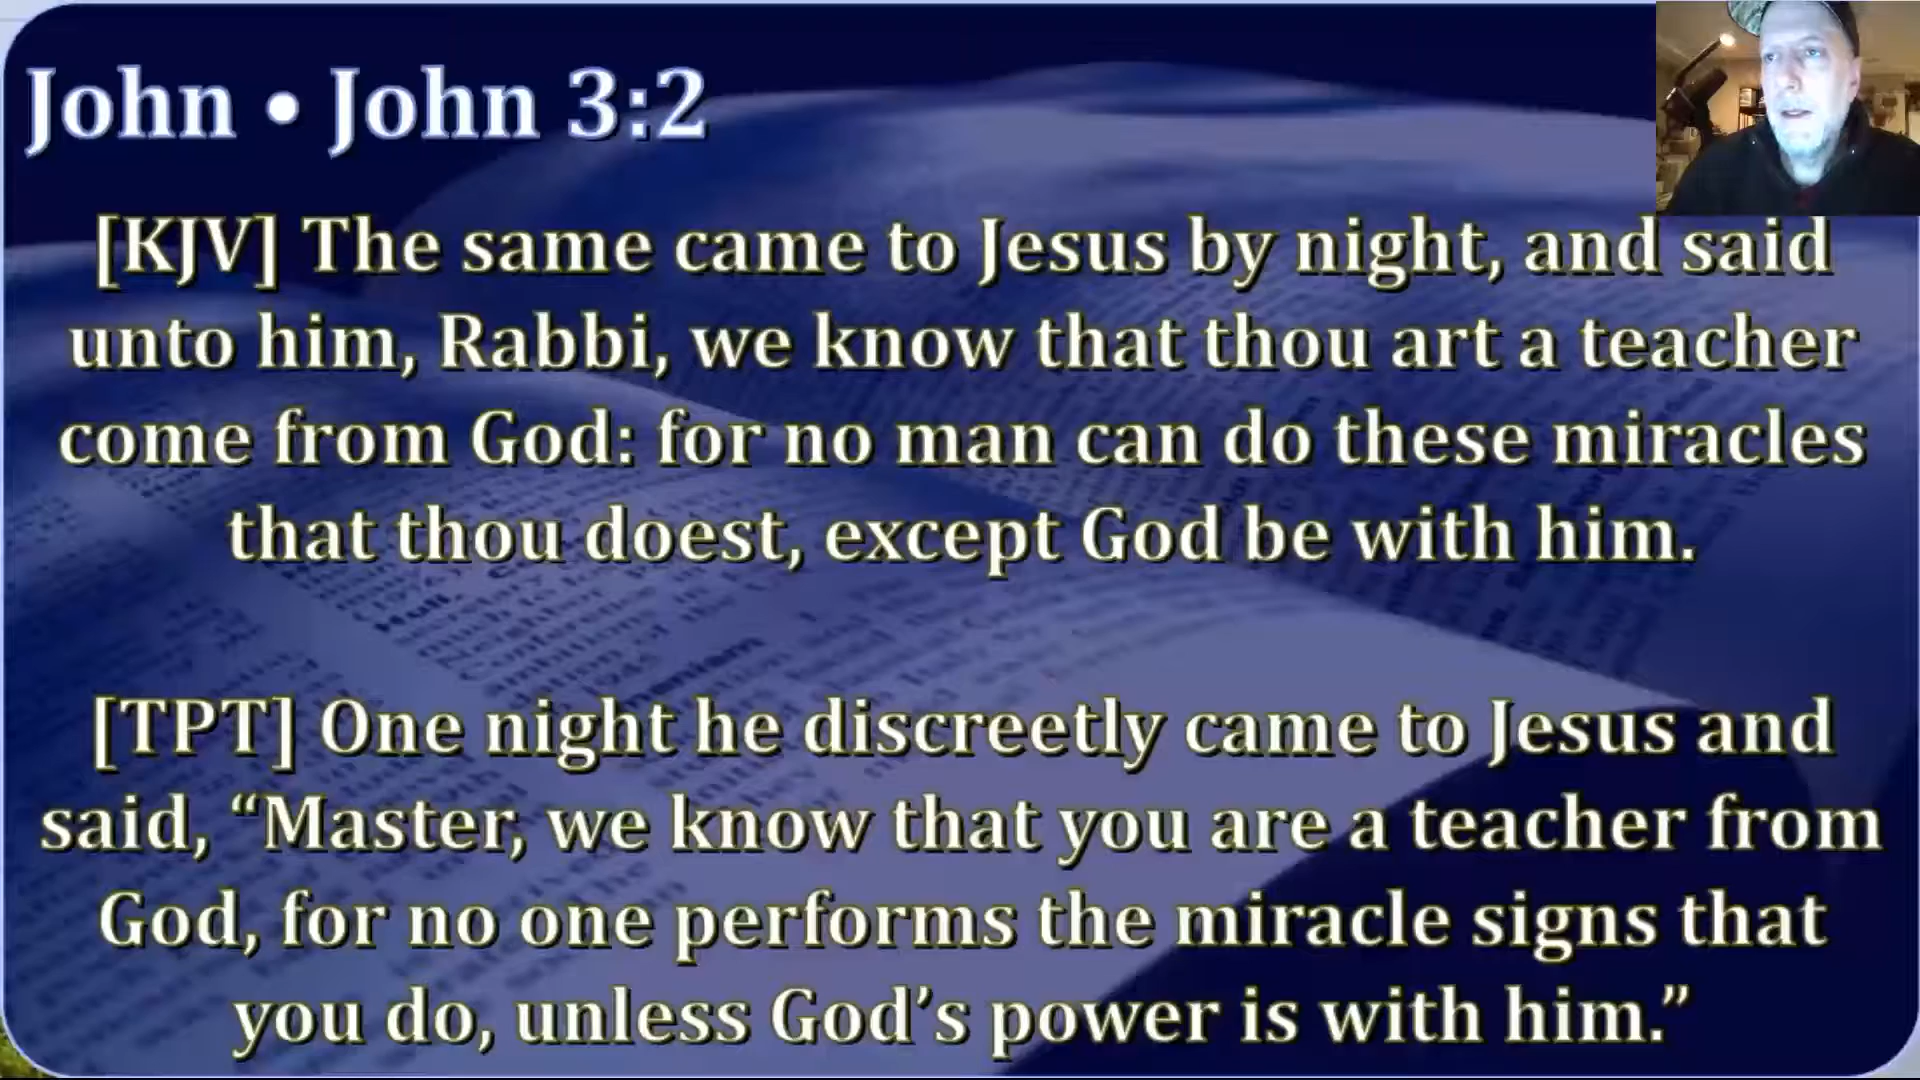 John • John 3:2
[KJV] The same came to Jesus by night, and said
unto him, Rabbi, we know that thou art a teacher
come from God: for no man can do these miracles
that thou doest, except God be with him.
[TPT] One night he discreetly came to Jesus and
said, “Master, we know that you are a teacher from
God, for no one performs the miracle signs that
you do, unless God’s power is with him.”